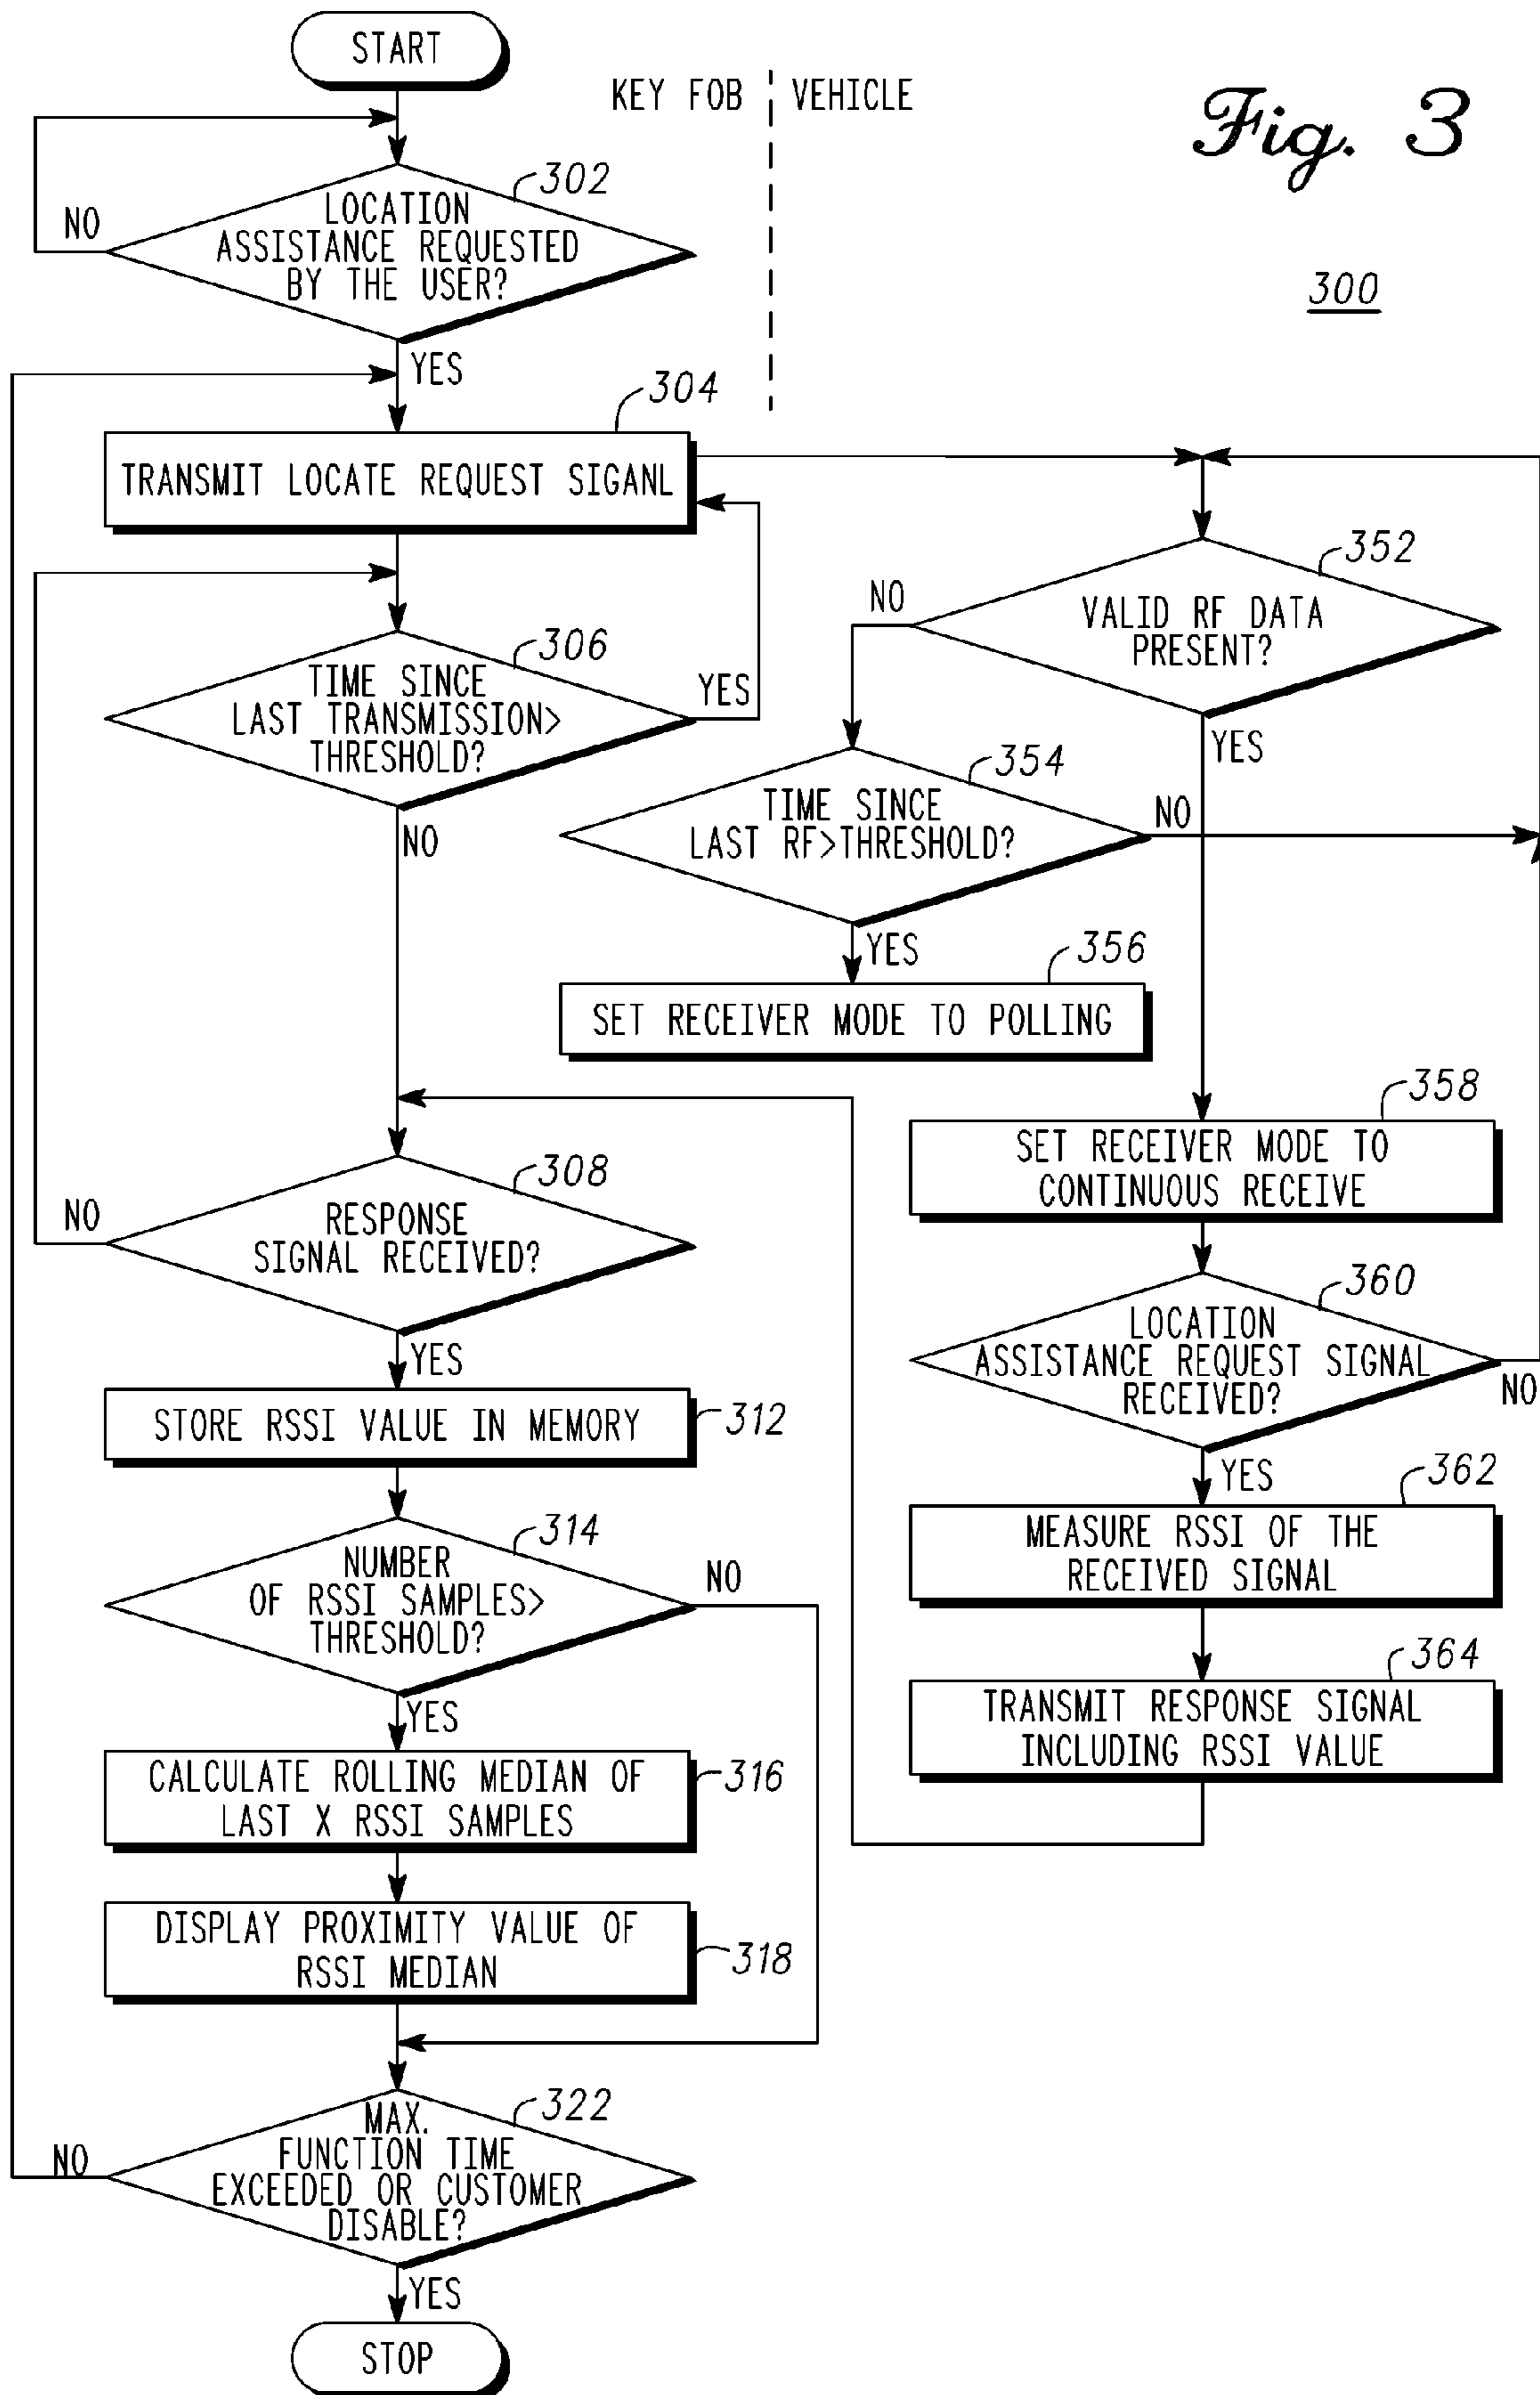 START
KEY FOB
VEHICLE
Fig. 3
300
302
LOCATION
ASSISTANCE REQUESTED
BY THE USER?
NO
YES
304
TRANSMIT LOCATE REQUEST SIGANL
306
TIME SINCE
LAST TRANSMISSION>
THRESHOLD?
YES
NO
308
RESPONSE
SIGNAL RECEIVED?
NO
YES
STORE RSSI VALUE IN MEMORY
312
314
NUMBER
OF RSSI SAMPLES>
THRESHOLD?
NO
YES
CALCULATE ROLLING MEDIAN OF
LAST X RSSI SAMPLES
316
DISPLAY PROXIMITY VALUE OF
RSSI MEDIAN
318
322
MAX.
FUNCTION TIME
EXCEEDED OR CUSTOMER
DISABLE?
NO
YES
STOP
352
VALID RF DATA
PRESENT?
NO
YES
354
TIME SINCE
LAST RF>THRESHOLD?
NO
YES
356
SET RECEIVER MODE TO POLLING
358
SET RECEIVER MODE TO
CONTINUOUS RECEIVE
360
LOCATION
ASSISTANCE REQUEST SIGNAL
RECEIVED?
NO
YES
362
MEASURE RSSI OF THE
RECEIVED SIGNAL
364
TRANSMIT RESPONSE SIGNAL
INCLUDING RSSI VALUE